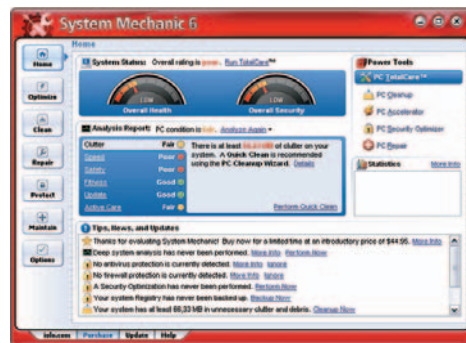 System Mechanic 6
Home
Home
Optimize
Clean
Repair
Protect
Maintain
Options
System Status: Overall rating is poor. Run TotalCare™
LOW
Overall Health
LOW
Overall Security
Analysis Report: PC condition is fair. Analyze Again
Clutter Fair
Speed Poor
Safety Poor
Fitness Good
Update Good
Active Care Fair
There is at least 66,33 MB of clutter on your
system. A Quick Clean is recommended
using the PC Cleanup Wizard. Details
Perform Quick Clean
Power Tools
PC TotalCare™
PC Cleanup
PC Accelerator
PC Security Optimizer
PC Repair
Statistics More Info
Tips, News, and Updates
Thanks for evaluating System Mechanic! Buy now for a limited time at an introductory price of $44.95. More Info
Deep system analysis has never been performed. More Info Perform Now
No antivirus protection is currently detected. More Info Ignore
No firewall protection is currently detected. More Info Ignore
A Security Optimization has never been performed. Perform Now
Your system Registry has never been backed up. Backup Now
Your system has at least 66,33 MB in unnecessary clutter and debris. Cleanup Now
Purchase Update Help